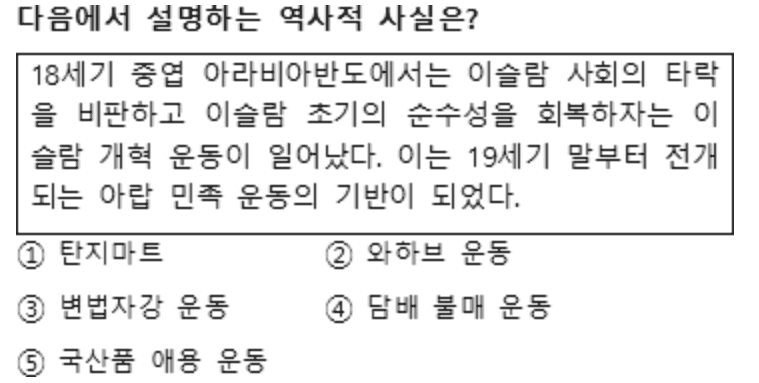 다음에서 설명하는 역사적 사실은?
18세기 중엽 아라비아반도에서는 이슬람 사회의 타락
을 비판하고 이슬람 초기의 순수성을 회복하자는 이
슬람 개혁 운동이 일어났다. 이는 19세기 말부터 전개
되는 아랍 민족 운동의 기반이 되었다.
① 탄지마트 ② 와하브 운동
③ 변법자강 운동 ④ 담배 불매 운동
⑤ 국산품 애용 운동